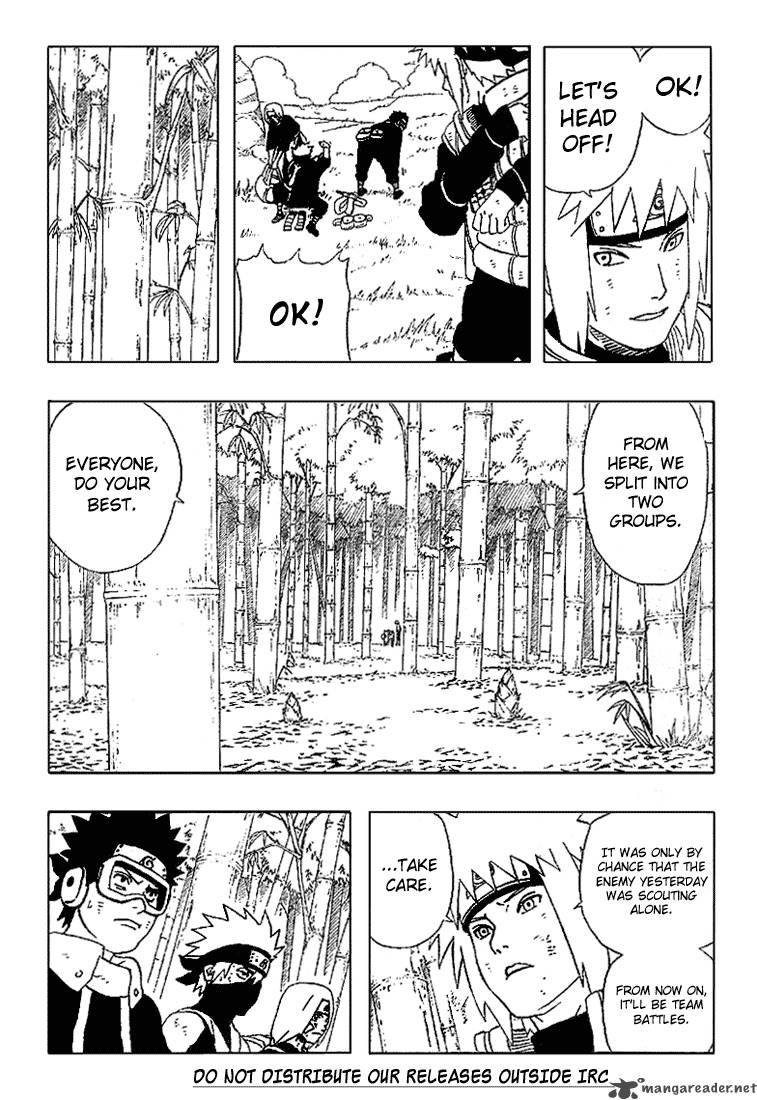 OK!
LET'S
HEAD
OFF!
OK!
FROM
HERE, WE
SPLIT INTO
TWO
GROUPS.
EVERYONE,
DO YOUR
BEST.
IT WAS ONLY BY
CHANCE THAT THE
ENEMY YESTERDAY
WAS SCOUTING
ALONE.
FROM NOW ON,
IT'LL BE TEAM
BATTLES.
...TAKE
CARE.
DO NOT DISTRIBUTE OUR RELEASES OUTSIDE IRC
mangareader.net